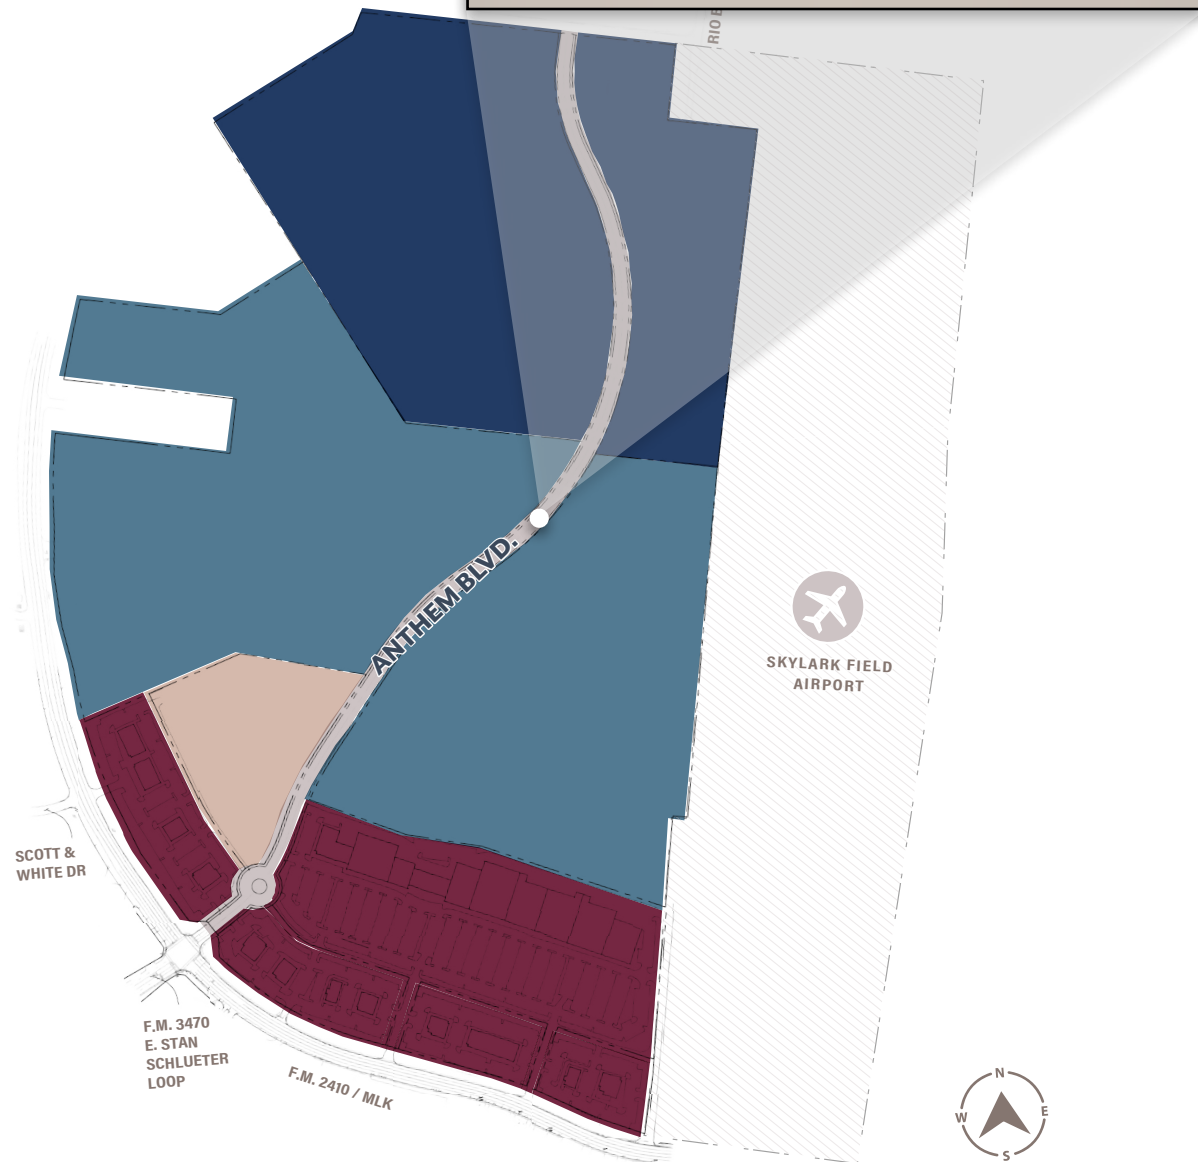 ANTHEM BLVD.
SKYLARK FIELD
AIRPORT
SCOTT &
WHITE DR
F.M. 3470
E. STAN
SCHLUETER
LOOP
F.M. 2410 / MLK
N
W
E
S